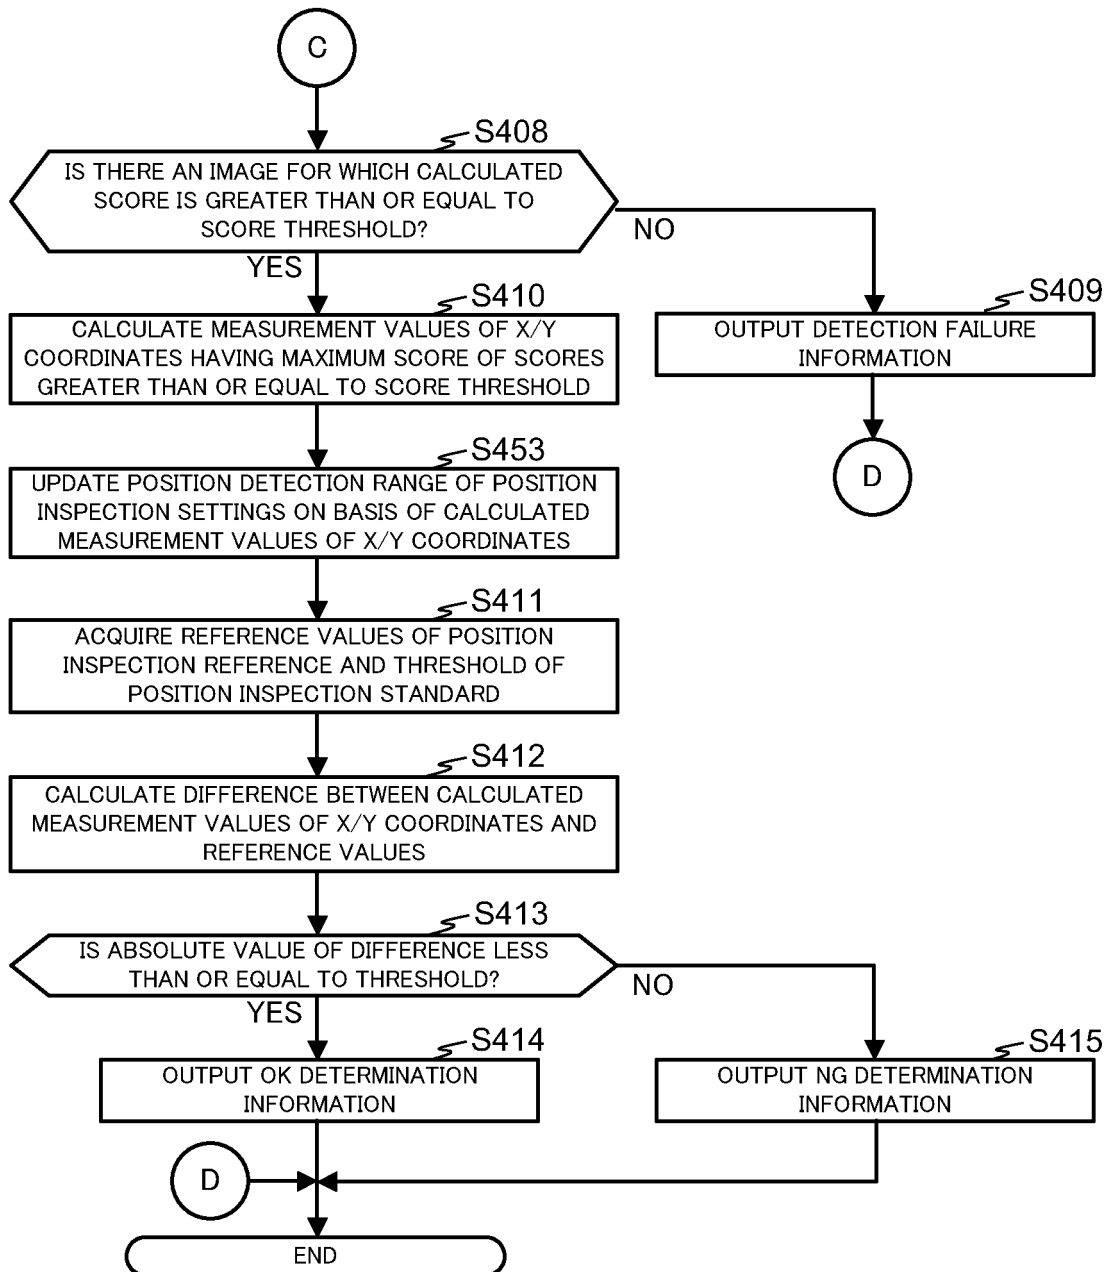 C
S408
IS THERE AN IMAGE FOR WHICH CALCULATED
SCORE IS GREATER THAN OR EQUAL TO
SCORE THRESHOLD?
NO
YES
S410
CALCULATE MEASUREMENT VALUES OF X/Y
COORDINATES HAVING MAXIMUM SCORE OF SCORES
GREATER THAN OR EQUAL TO SCORE THRESHOLD
S409
OUTPUT DETECTION FAILURE
INFORMATION
D
S453
UPDATE POSITION DETECTION RANGE OF POSITION
INSPECTION SETTINGS ON BASIS OF CALCULATED
MEASUREMENT VALUES OF X/Y COORDINATES
S411
ACQUIRE REFERENCE VALUES OF POSITION
INSPECTION REFERENCE AND THRESHOLD OF
POSITION INSPECTION STANDARD
S412
CALCULATE DIFFERENCE BETWEEN CALCULATED
MEASUREMENT VALUES OF X/Y COORDINATES AND
REFERENCE VALUES
S413
IS ABSOLUTE VALUE OF DIFFERENCE LESS
THAN OR EQUAL TO THRESHOLD?
NO
YES
S414
OUTPUT OK DETERMINATION
INFORMATION
S415
OUTPUT NG DETERMINATION
INFORMATION
D
END